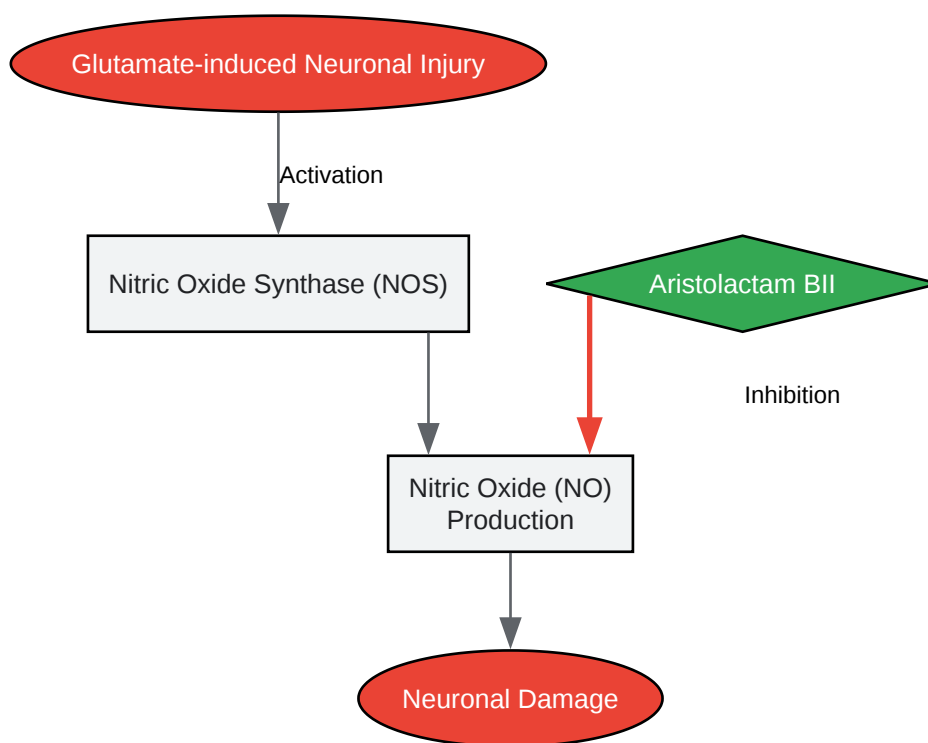 Glutamate-induced Neuronal Injury
Activation
Nitric Oxide Synthase (NOS)
Aristolactam BII
Inhibition
Nitric Oxide (NO)
Production
Neuronal Damage